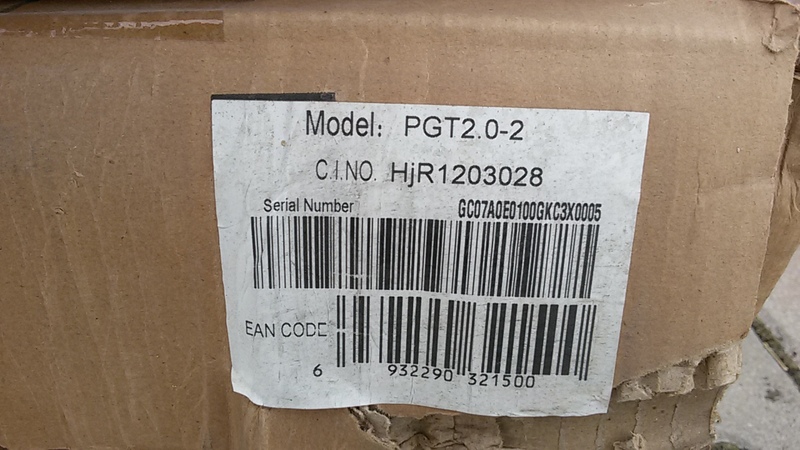 Model: PGT2.0-2
C.I.NO. HjR1203028
Serial Number GC07A0E0100GKC3X0005
EAN CODE
6 932290 321500